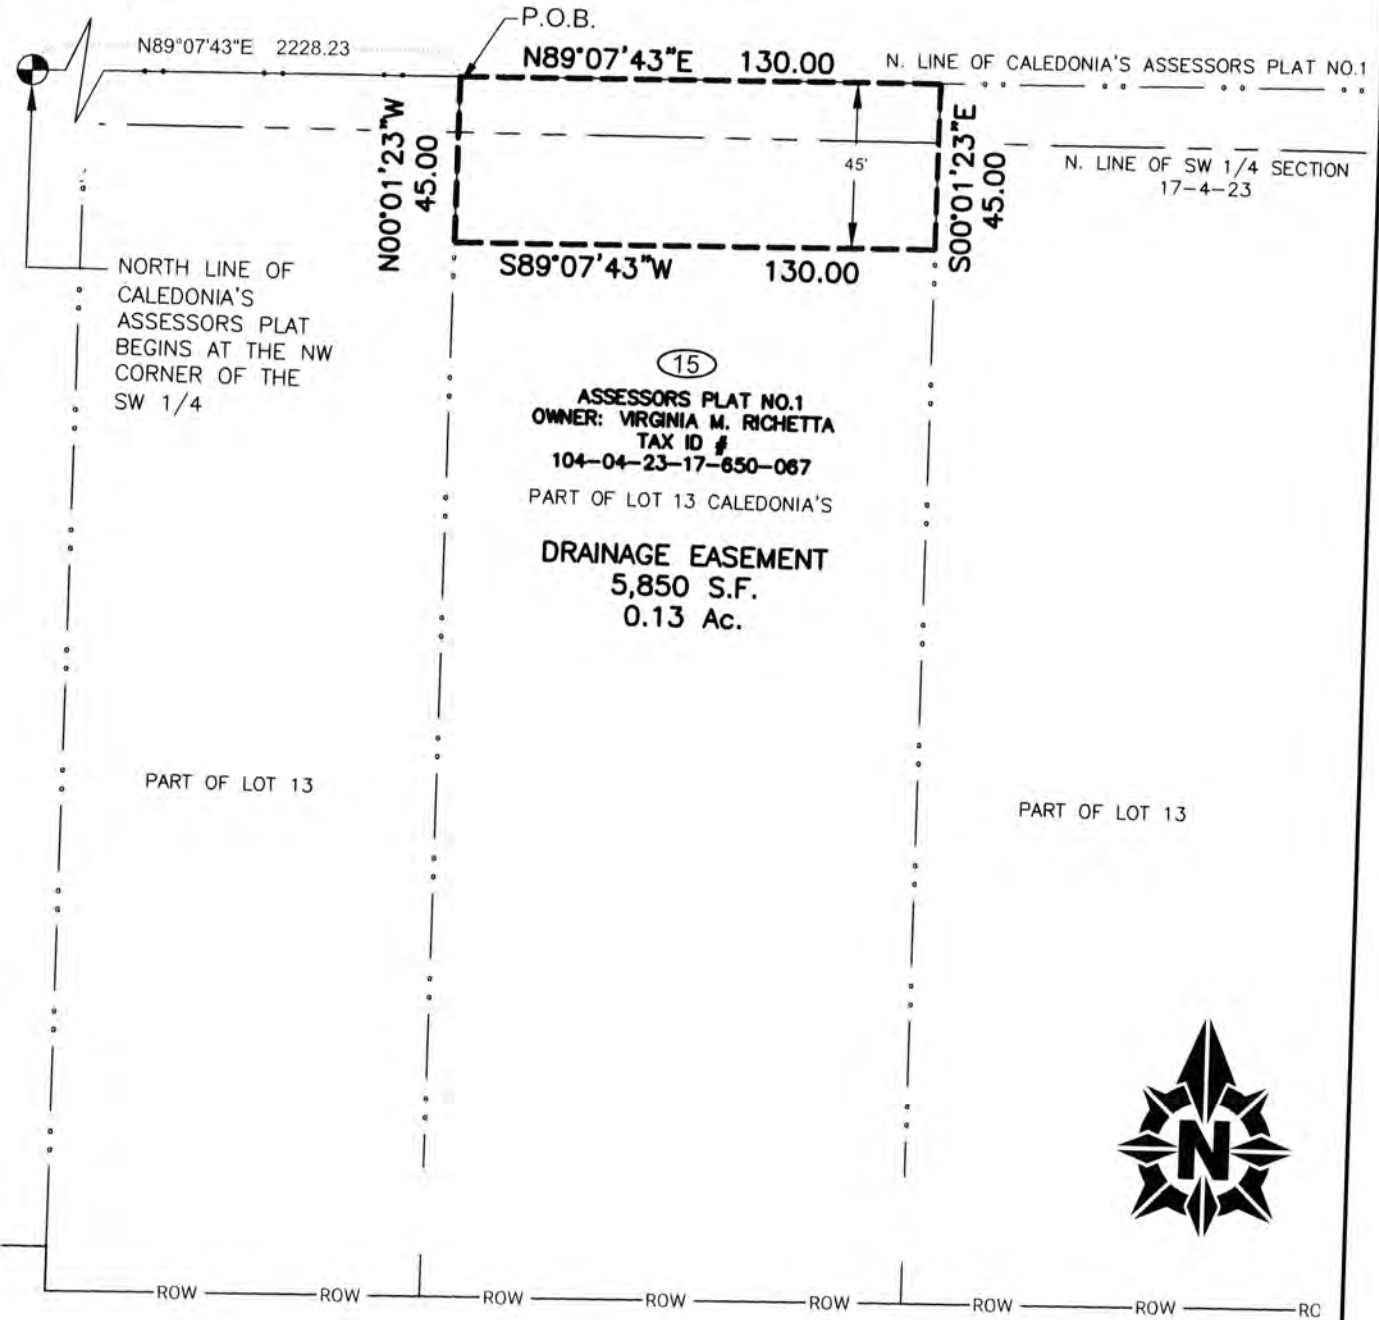 P.O.B.
N89°07'43"E 2228.23
N89°07'43"E 130.00
N. LINE OF CALEDONIA'S ASSESSORS PLAT NO.1
N00°01'23"W
45.00
45'
S00°01'23"E
45.00
N. LINE OF SW 1/4 SECTION
17-4-23
S89°07'43"W 130.00
NORTH LINE OF
CALEDONIA'S
ASSESSORS PLAT
BEGINS AT THE NW
CORNER OF THE
SW 1/4
15
ASSESSORS PLAT NO.1
OWNER: VIRGINIA M. RICHETTA
TAX ID #
104-04-23-17-650-067
PART OF LOT 13 CALEDONIA'S
DRAINAGE EASEMENT
5,850 S.F.
0.13 Ac.
PART OF LOT 13
PART OF LOT 13
N
ROW ROW ROW ROW ROW ROW ROW RO